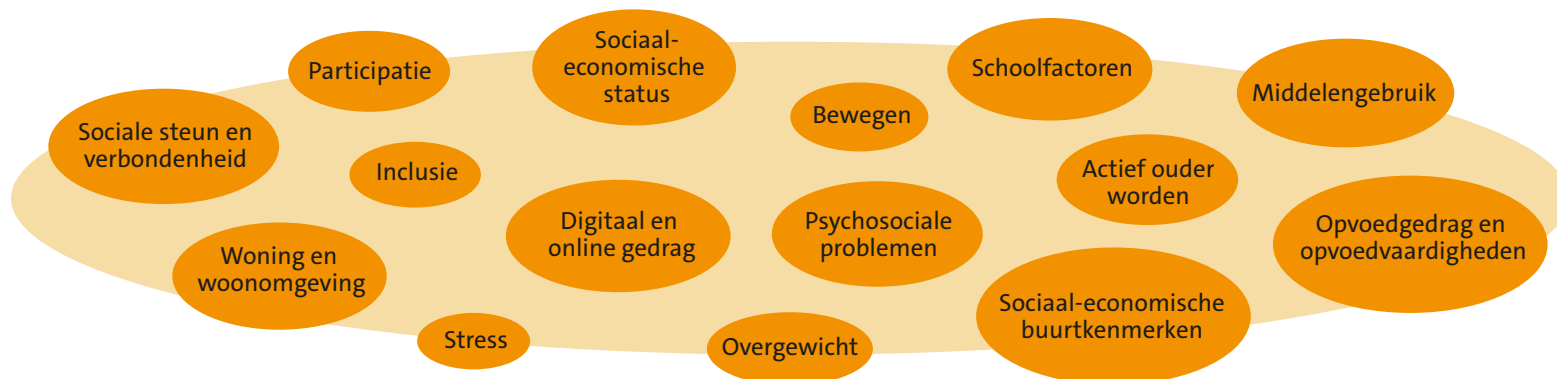 Participatie
Sociaal-
economische
status
Schoolfactoren
Middelengebruik
Bewegen
Sociale steun en
verbondenheid
Inclusie
Actief ouder
worden
Digitaal en
online gedrag
Psychosociale
problemen
Opvoedgedrag en
opvoedvaardigheden
Woning en
woonomgeving
Sociaal-economische
buurtkenmerken
Stress
Overgewicht